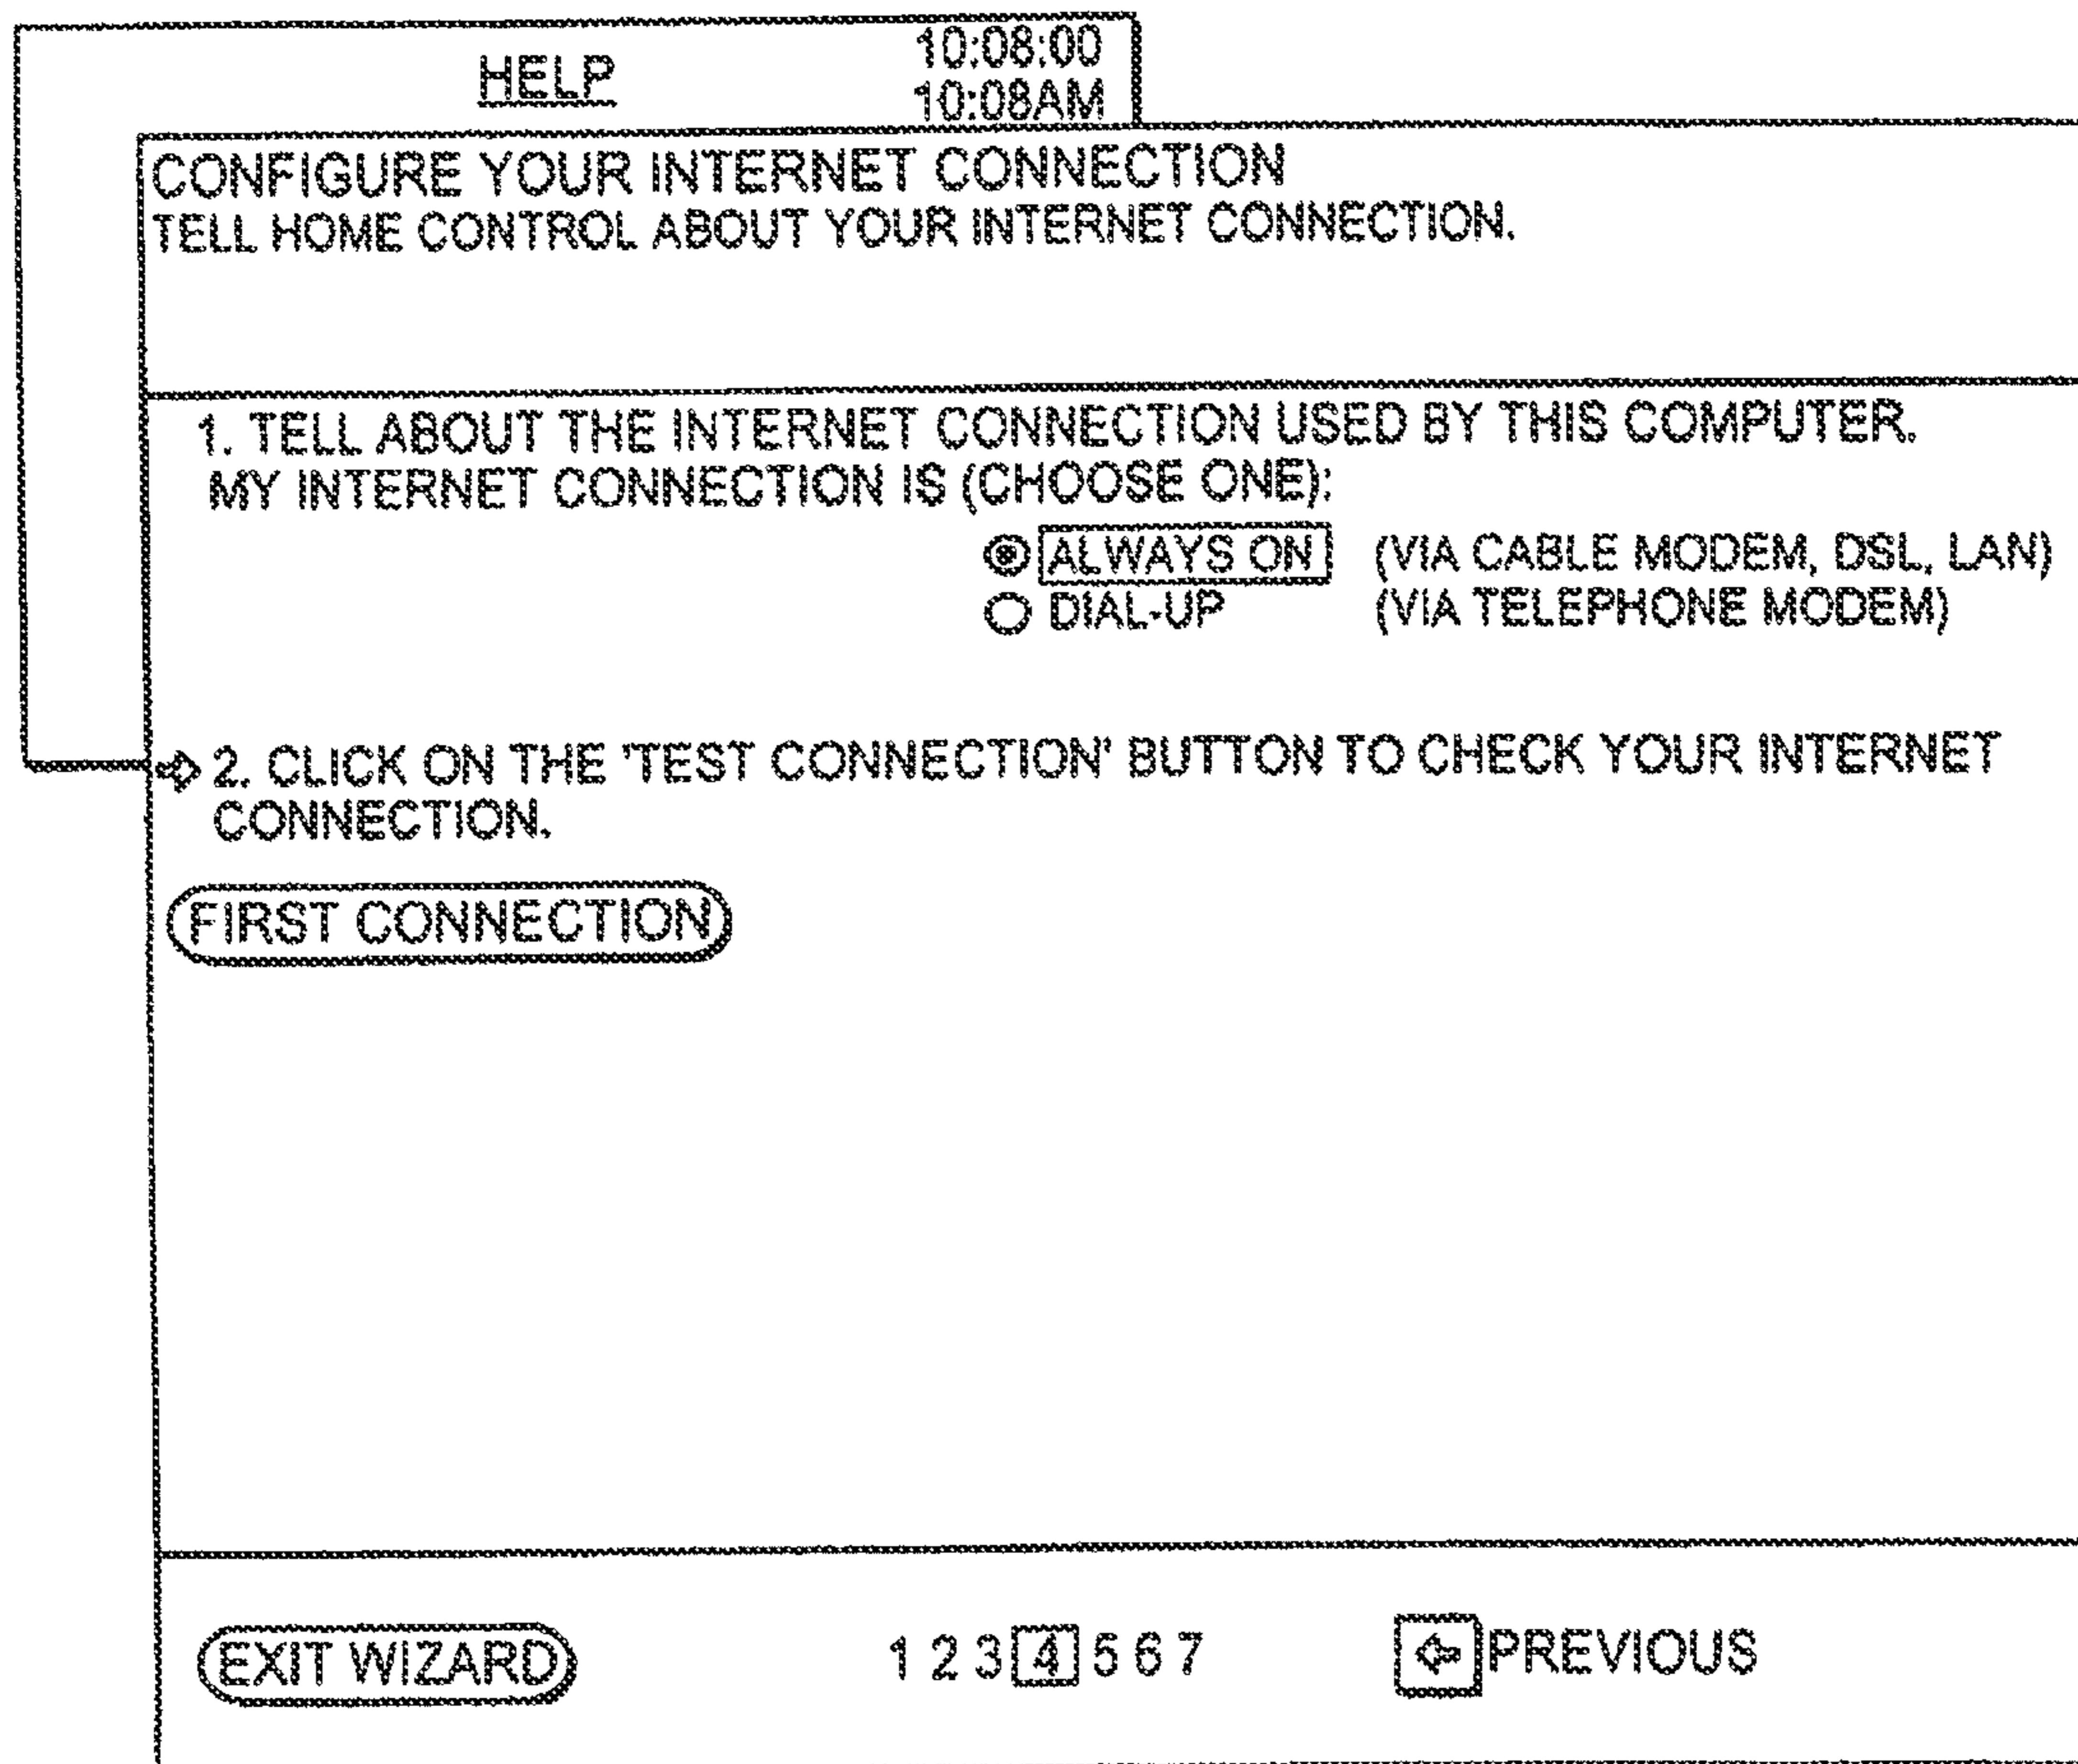 HELP
10:08:00
10:08AM
CONFIGURE YOUR INTERNET CONNECTION
TELL HOME CONTROL ABOUT YOUR INTERNET CONNECTION.
1. TELL ABOUT THE INTERNET CONNECTION USED BY THIS COMPUTER.
MY INTERNET CONNECTION IS (CHOOSE ONE):
ALWAYS ON (VIA CABLE MODEM, DSL, LAN)
DIAL-UP (VIA TELEPHONE MODEM)
2. CLICK ON THE 'TEST CONNECTION' BUTTON TO CHECK YOUR INTERNET
CONNECTION.
FIRST CONNECTION
EXIT WIZARD 1 2 3 4 5 6 7 PREVIOUS